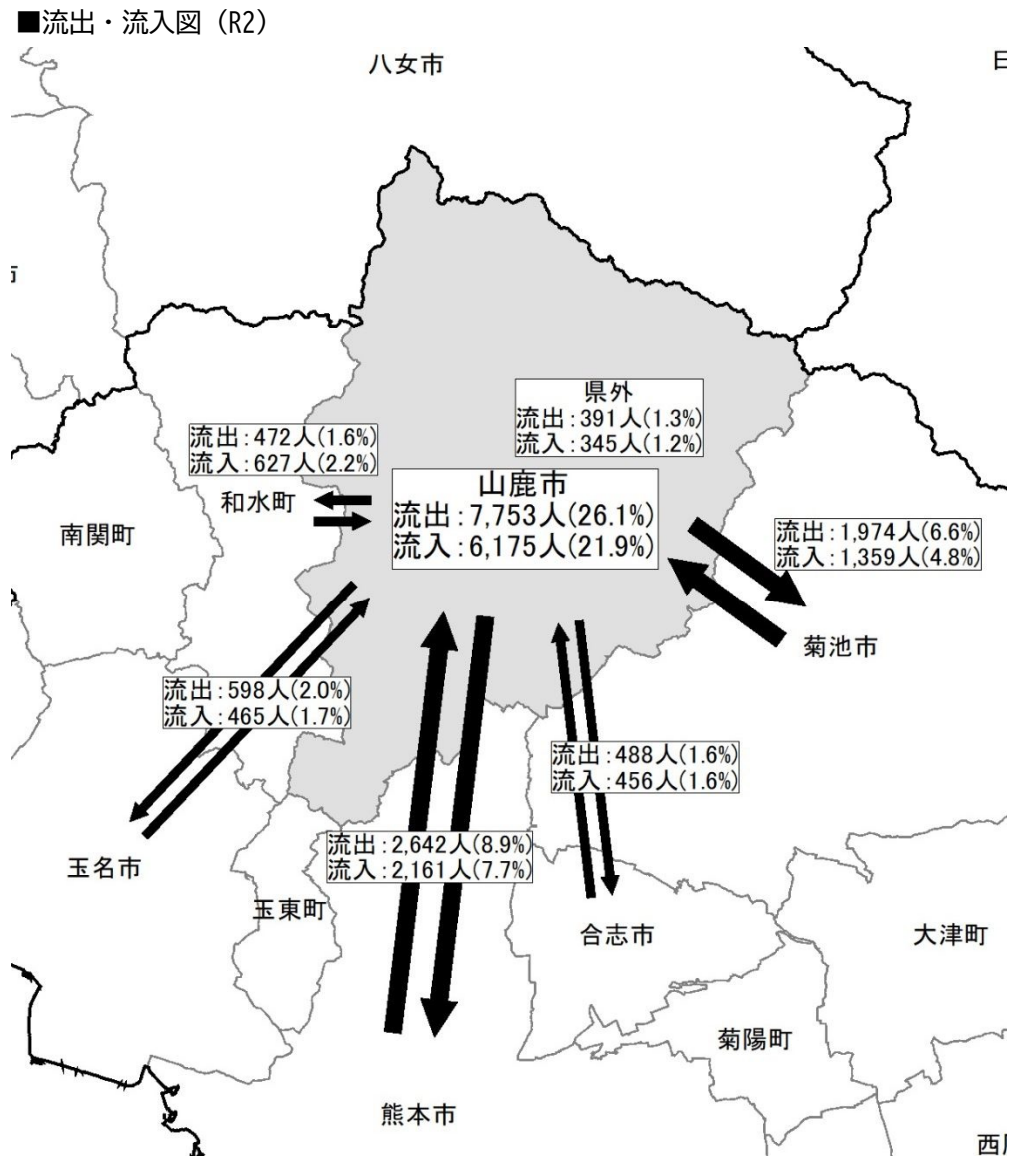 ■流出・流入図（R2）
八女市
日
市
県外
流出：391人(1.3%)
流入：345人(1.2%)
流出：472人(1.6%)
流入：627人(2.2%)
和水町
山鹿市
流出：7,753人(26.1%)
流入：6,175人(21.9%)
南関町
流出：1,974人(6.6%)
流入：1,359人(4.8%)
菊池市
流出：598人(2.0%)
流入：465人(1.7%)
流出：488人(1.6%)
流入：456人(1.6%)
流出：2,642人(8.9%)
流入：2,161人(7.7%)
玉名市
玉東町
合志市
大津町
菊陽町
熊本市
西